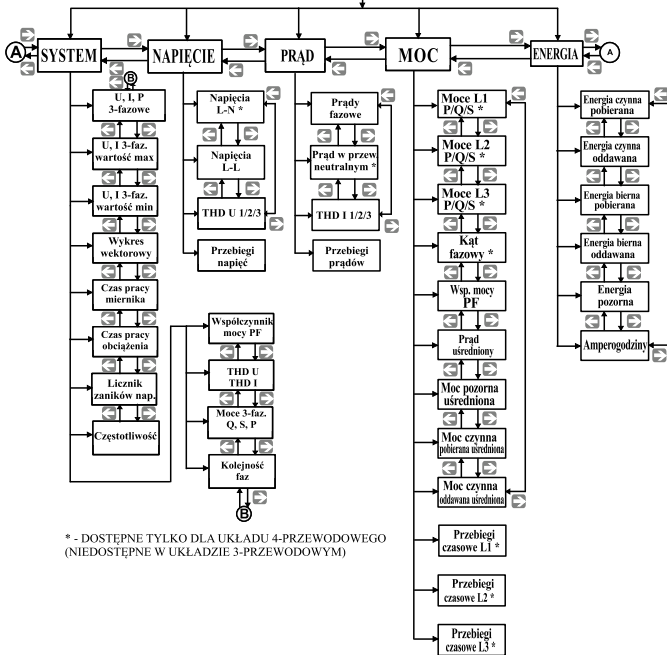 A
SYSTEM
NAPIĘCIE
PRĄD
MOC
ENERGIA
A
B
U, I, P
3-fazowe
U, I 3-faz.
wartość max
U, I 3-faz.
wartość min
Wykres
wektorowy
Czas pracy
miernika
Czas pracy
obciążenia
Licznik
zaników nap.
Częstotliwość
Współczynnik
mocy PF
THD U
THD I
Moce 3-faz.
Q, S, P
Kolejność
faz
B
Napięcia
L-N *
Napięcia
L-L
THD U 1/2/3
Przebiegi
napięć
Prądy
fazowe
Prąd w przew.
neutralnym *
THD I 1/2/3
Przebiegi
prądów
Moce L1
P/Q/S *
Moce L2
P/Q/S *
Moce L3
P/Q/S *
Kąt
fazowy *
Wsp. mocy
PF
Prąd
uśredniony
Moc pozorna
uśredniona
Moc czynna
pobierana uśredniona
Moc czynna
oddawana uśredniona
Przebiegi
czasowe L1 *
Przebiegi
czasowe L2 *
Przebiegi
czasowe L3 *
Energia czynna
pobierana
Energia czynna
oddawana
Energia bierna
pobierana
Energia bierna
oddawana
Energia
pozorna
Amperogodziny
* - DOSTĘPNE TYLKO DLA UKŁADU 4-PRZEWODOWEGO
(NIEDOSTĘPNE W UKŁADZIE 3-PRZEWODOWYM)